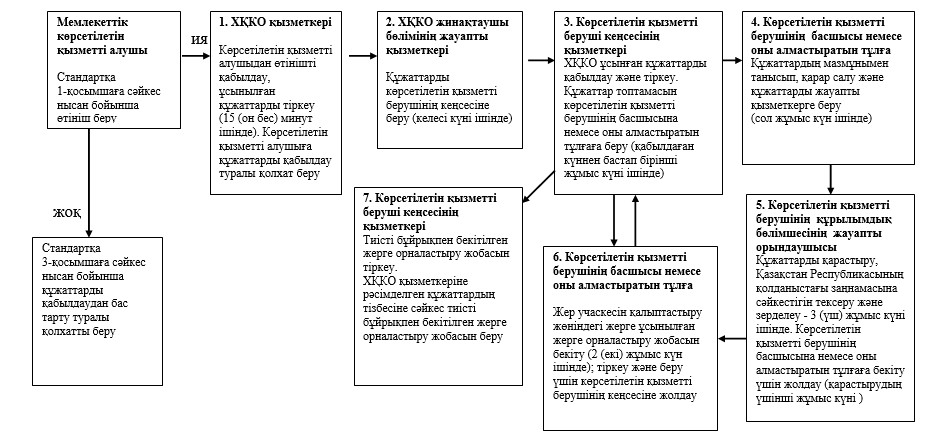 Мемлекеттік
көрсетілетін
қызметті алушы
Стандартқа
1-қосымшаға сәйкес
нысан бойынша
өтініш беру
ИЯ
1. ХҚКО қызметкері
Көрсетілетін қызметті
алушыдан өтінішті
қабылдау,
ұсынылған
құжаттарды тіркеу
(15 (он бес) минут
ішінде). Көрсетілетін
қызметті алушыға
құжаттарды қабылдау
туралы қолхат беру
2. ХҚКО жинақтаушы
бөлімінің жауапты
қызметкері
Құжаттарды
көрсетілетін қызметті
берушінің кеңсесіне
беру (келесі күні ішінде)
3. Көрсетілетін қызметті
беруші кеңсесінің
қызметкері
ХҚКО ұсынған құжаттарды
қабылдау және тіркеу.
Құжаттар топтамасын
көрсетілетін қызметті
берушінің басшысына
немесе оны алмастыратын
тұлғаға беру (қабылдаған
күннен бастап бірінші
жұмыс күні ішінде)
4. Көрсетілетін қызметті
берушінің басшысы немесе
оны алмастыратын тұлға
Құжаттардың мазмұнымен
танысып, қарар салу және
құжаттарды жауапты
қызметкерге беру
(сол жұмыс күн ішінде)
ЖОҚ
Стандартқа
3-қосымшаға сәйкес
нысан бойынша
құжаттарды
қабылдаудан бас
тарту туралы
қолхатты беру
7. Көрсетілетін қызметті
беруші кеңсесінің
қызметкері
Тиісті бұйрықпен бекітілген
жерге орналастыру жобасын
тіркеу.
ХҚКО қызметкеріне
рәсімделген құжаттардың
тізбесіне сәйкес тиісті
бұйрықпен бекітілген жерге
орналастыру жобасын беру
6. Көрсетілетін қызметті
берушінің басшысы немесе
оны алмастыратын тұлға
Жер учаскесін қалыптастыру
жөніндегі жерге ұсынылған
жерге орналастыру жобасын
бекіту (2 (екі) жұмыс күн
ішінде); тіркеу және беру
үшін көрсетілетін қызметті
берушінің кеңсесіне жолдау
5. Көрсетілетін қызметті
берушінің құрылымдық
бөлімшесінің жауапты
орындаушысы
Құжаттарды қарастыру,
Қазақстан Республикасының
қолданыстағы заңнамасына
сәйкестігін тексеру және
зерделеу - 3 (үш) жұмыс күні
ішінде. Көрсетілетін
қызметті берушінің
басшысына немесе оны
алмастыратын тұлғаға бекіту
үшін жолдау (қарастырудың
үшінші жұмыс күні )